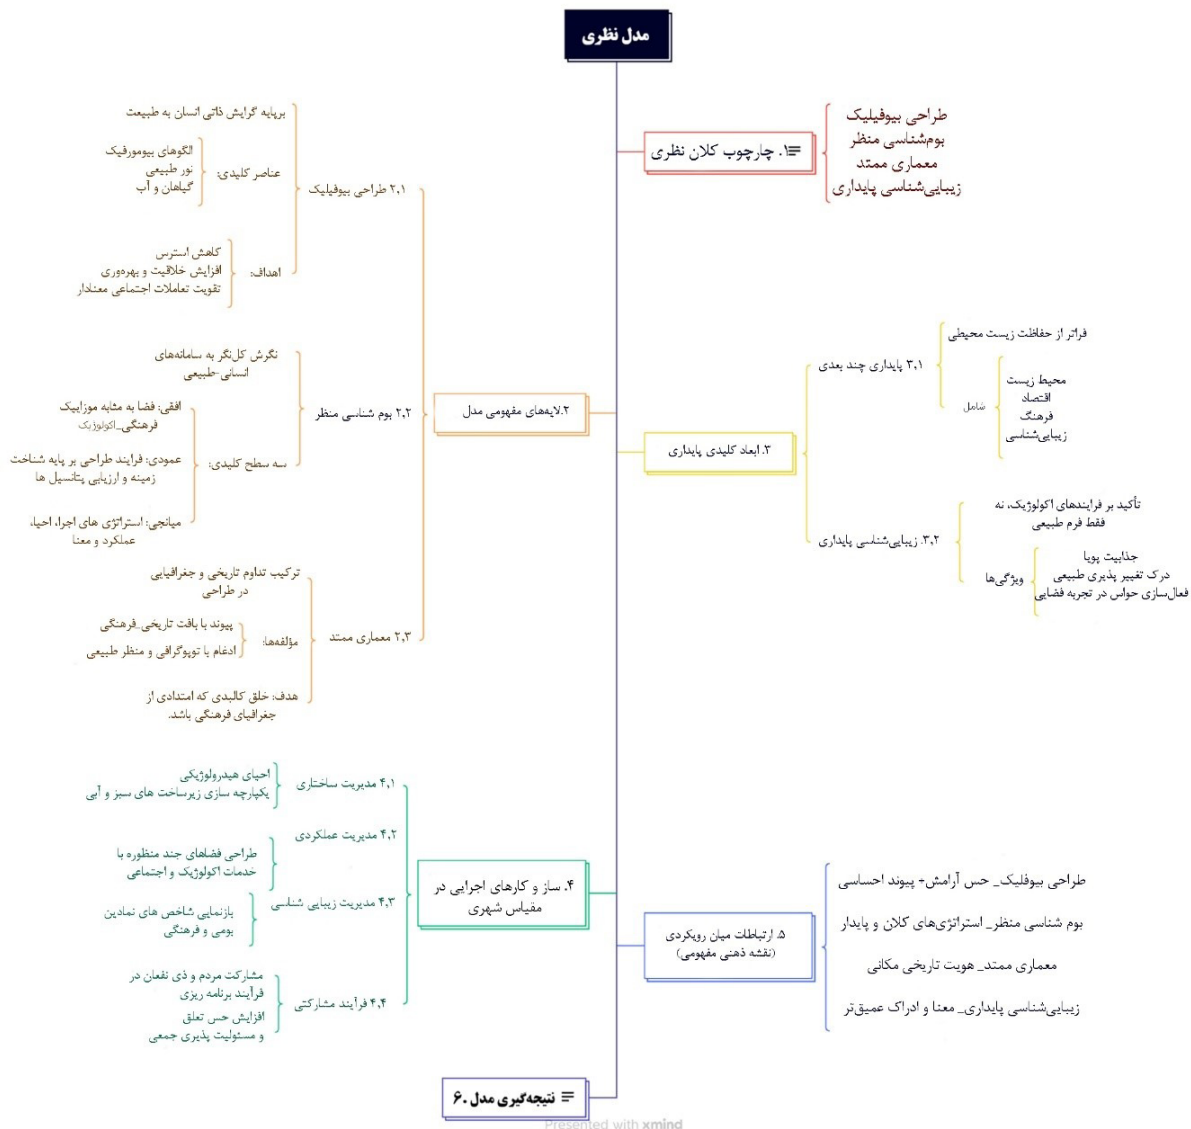 مدل نظری
۱. چارچوب کلان نظری
طراحی بیوفیلیک
بوم‌شناسی منظر
معماری ممتد
زیبایی‌شناسی پایداری
۲.لایه‌های مفهومی مدل
۲,۱ طراحی بیوفیلیک
برپایه گرایش ذاتی انسان به طبیعت
عناصر کلیدی:
الگوهای بیومورفیک
نور طبیعی
گیاهان و آب
اهداف:
کاهش استرس
افزایش خلاقیت و بهره‌وری
تقویت تعاملات اجتماعی معنادار
۲,۲ بوم شناسی منظر
نگرش کل‌نگر به سامانه‌های
انسانی-طبیعی
سه سطح کلیدی:
افقی: فضا به مثابه موزاییک
فرهنگی_اکولوژیک
عمودی: فرایند طراحی بر پایه شناخت
زمینه و ارزیابی پتانسیل ها
میانجی: استراتژی های اجرا، احیا،
عملکرد و معنا
۲,۳ معماری ممتد
ترکیب تداوم تاریخی و جغرافیایی
در طراحی
مؤلفه‌ها:
پیوند با بافت تاریخی_فرهنگی
ادغام با توپوگرافی و منظر طبیعی
هدف: خلق کالبدی که امتدادی از
جغرافیای فرهنگی باشد.
۳. ابعاد کلیدی پایداری
۳,۱ پایداری چند بعدی
فراتر از حفاظت زیست محیطی
شامل
محیط زیست
اقتصاد
فرهنگ
زیبایی‌شناسی
۳,۲. زیبایی‌شناسی پایداری
تأکید بر فرایندهای اکولوژیک، نه
فقط فرم طبیعی
ویژگی‌ها
جذابیت پویا
درک تغییر پذیری طبیعی
فعال‌سازی حواس در تجربه فضایی
۴. ساز و کارهای اجرایی در
مقیاس شهری
۴,۱ مدیریت ساختاری
احیای هیدرولوژیکی
یکپارچه سازی زیرساخت های سبز و آبی
۴,۲ مدیریت عملکردی
طراحی فضاهای چند منظوره با
خدمات اکولوژیک و اجتماعی
۴,۳ مدیریت زیبایی شناسی
بازنمایی شاخص های نمادین
بومی و فرهنگی
۴,۴ فرآیند مشارکتی
مشارکت مردم و ذی نفعان در
فرآیند برنامه ریزی
افزایش حس تعلق
و مسئولیت پذیری جمعی
۵. ارتباطات میان رویکردی
(نقشه ذهنی مفهومی)
طراحی بیوفلیک_ حس آرامش+ پیوند احساسی
بوم شناسی منظر_ استراتژی‌های کلان و پایدار
معماری ممتد_ هویت تاریخی مکانی
زیبایی‌شناسی پایداری_ معنا و ادراک عمیق‌تر
نتیجه‌گیری مدل .۶
Presented with xmind